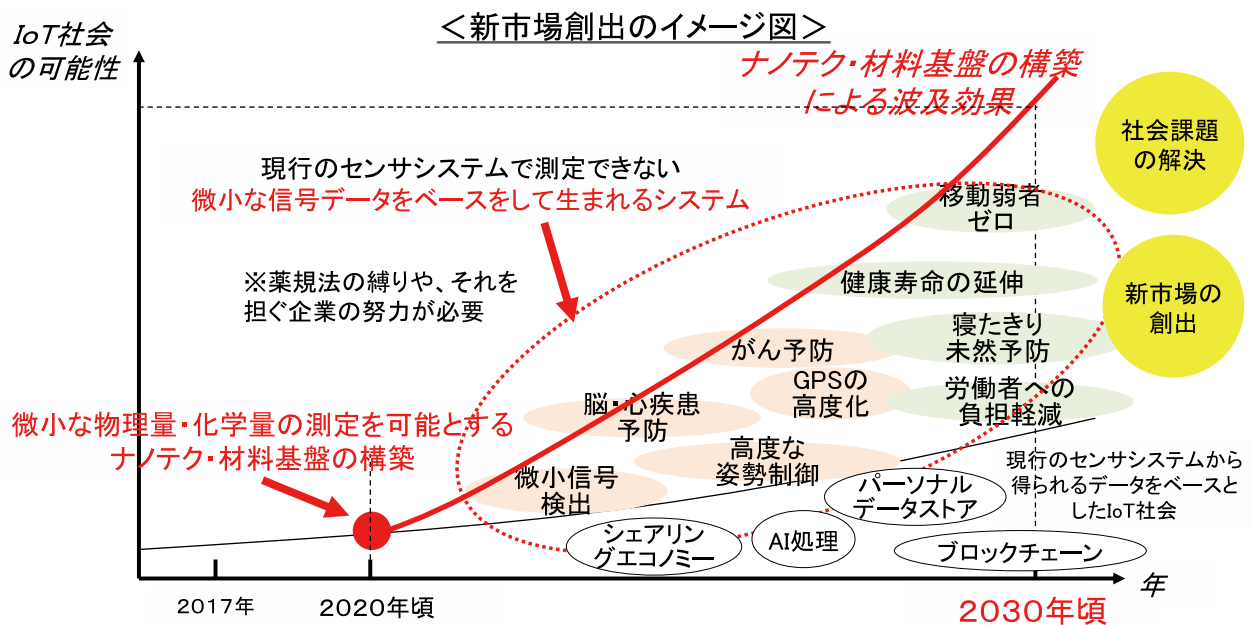 ＜新市場創出のイメージ図＞
IoT社会
の可能性
ナノテク・材料基盤の構築
による波及効果
社会課題
の解決
現行のセンサシステムで測定できない
微小な信号データをベースをして生まれるシステム
移動弱者
ゼロ
※薬規法の縛りや、それを
担ぐ企業の努力が必要
健康寿命の延伸
新市場の
創出
がん予防
寝たきり
未然予防
GPSの
高度化
労働者への
負担軽減
脳・心疾患
予防
微小な物理量・化学量の測定を可能とする
ナノテク・材料基盤の構築
高度な
姿勢制御
微小信号
検出
現行のセンサシステムから
得られるデータをベースと
したIoT社会
パーソナル
データストア
シェアリン
グエコノミー
AI処理
ブロックチェーン
年
2017年
2020年頃
2030年頃